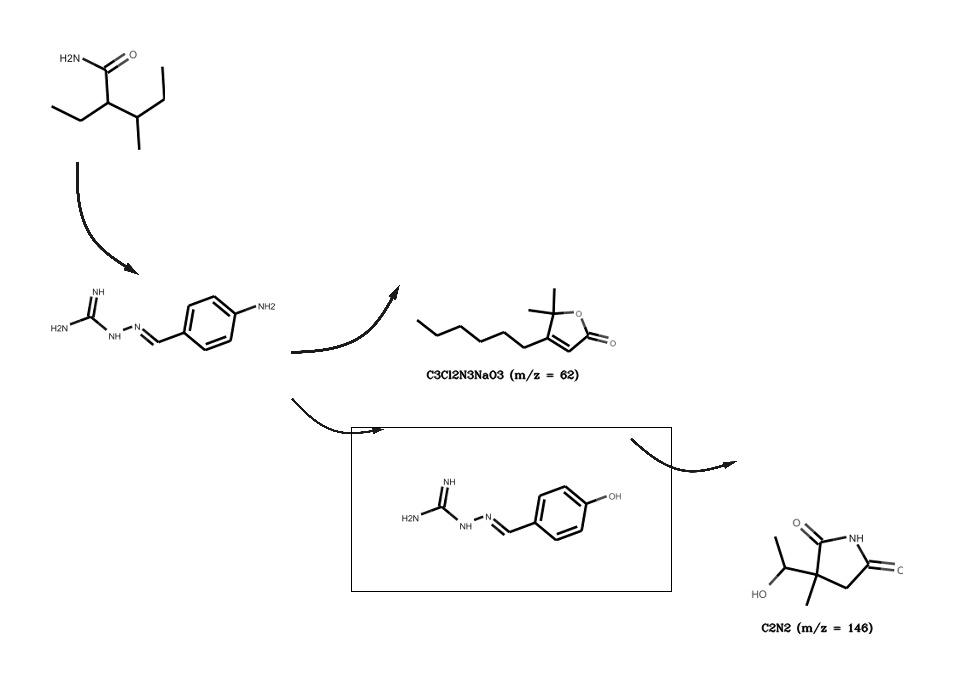 H2N O
NH
H2N NH N NH2
O O
C3Cl2N3NaO3 (m/z = 62)
NH
H2N NH N OH
O NH C
HO
C2N2 (m/z = 146)